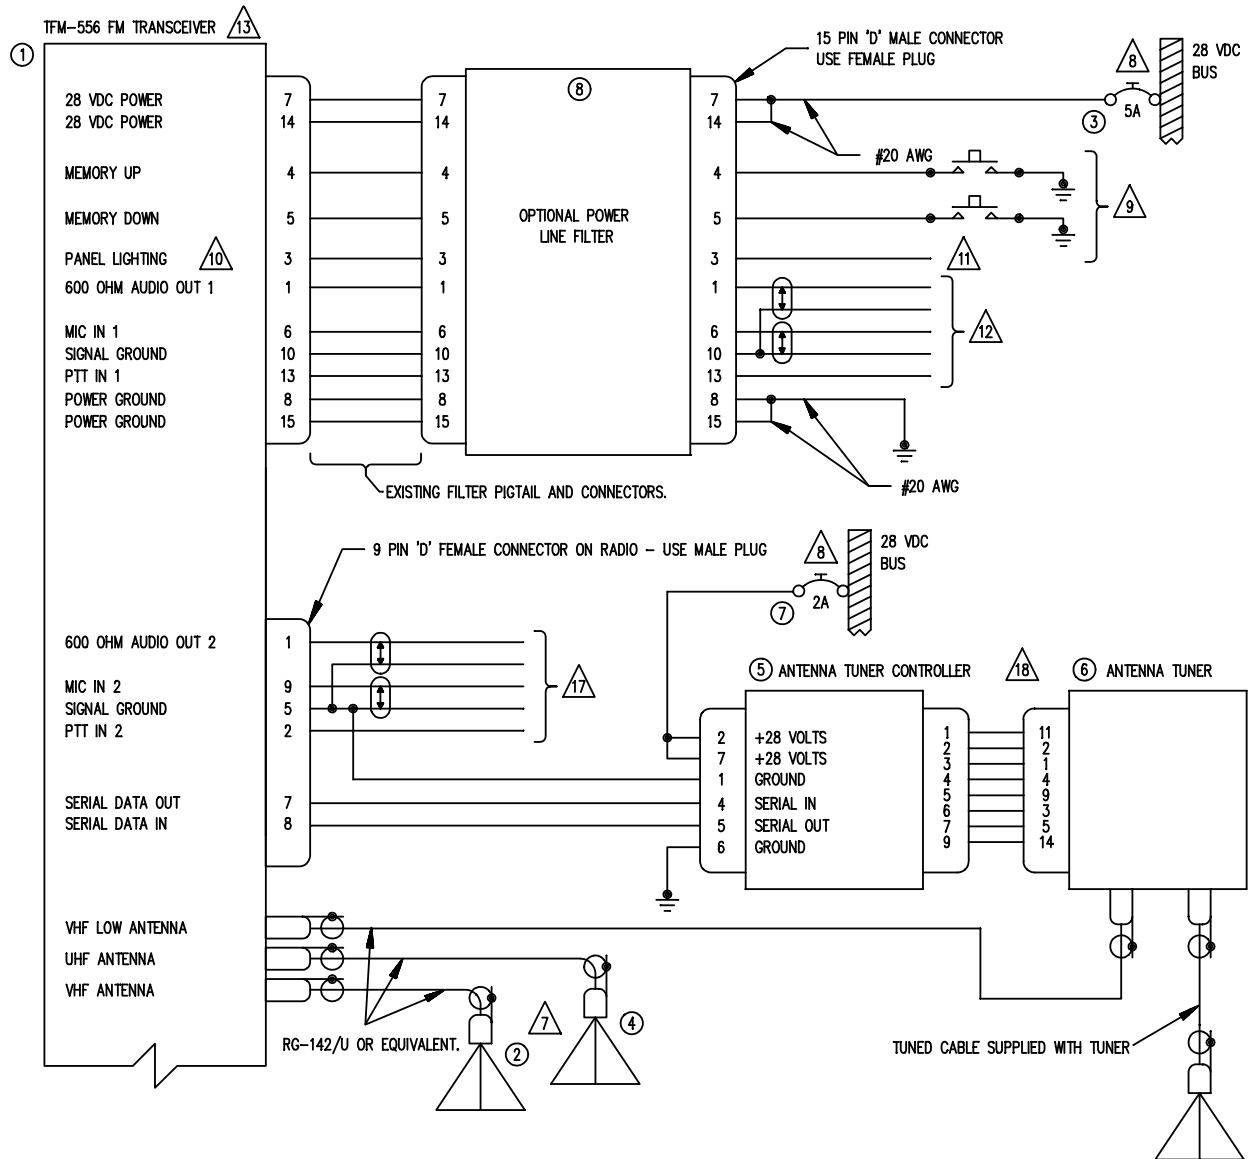 TFM-556 FM TRANSCEIVER 13
1
28 VDC POWER 7 7 7
28 VDC POWER 14 14 14
MEMORY UP 4 4 4
MEMORY DOWN 5 5 5
PANEL LIGHTING 10 3 3 3
600 OHM AUDIO OUT 1 1 1 1
MIC IN 1 6 6 6
SIGNAL GROUND 10 10 10
PTT IN 1 13 13 13
POWER GROUND 8 8 8
POWER GROUND 15 15 15
8
OPTIONAL POWER
LINE FILTER
15 PIN 'D' MALE CONNECTOR
USE FEMALE PLUG
8
28 VDC
BUS
3
5A
#20 AWG
9
11
12
#20 AWG
EXISTING FILTER PIGTAIL AND CONNECTORS.
9 PIN 'D' FEMALE CONNECTOR ON RADIO - USE MALE PLUG
8
28 VDC
BUS
7
2A
600 OHM AUDIO OUT 2 1
MIC IN 2 9
SIGNAL GROUND 5
PTT IN 2 2
17
SERIAL DATA OUT 7
SERIAL DATA IN 8
5 ANTENNA TUNER CONTROLLER
18
6 ANTENNA TUNER
2 +28 VOLTS
7 +28 VOLTS
1 GROUND
4 SERIAL IN
5 SERIAL OUT
6 GROUND
1 11
2 2
3 1
4 4
5 9
6 3
7 5
9 14
VHF LOW ANTENNA
UHF ANTENNA
VHF ANTENNA
RG-142/U OR EQUIVALENT.
2
7
4
TUNED CABLE SUPPLIED WITH TUNER